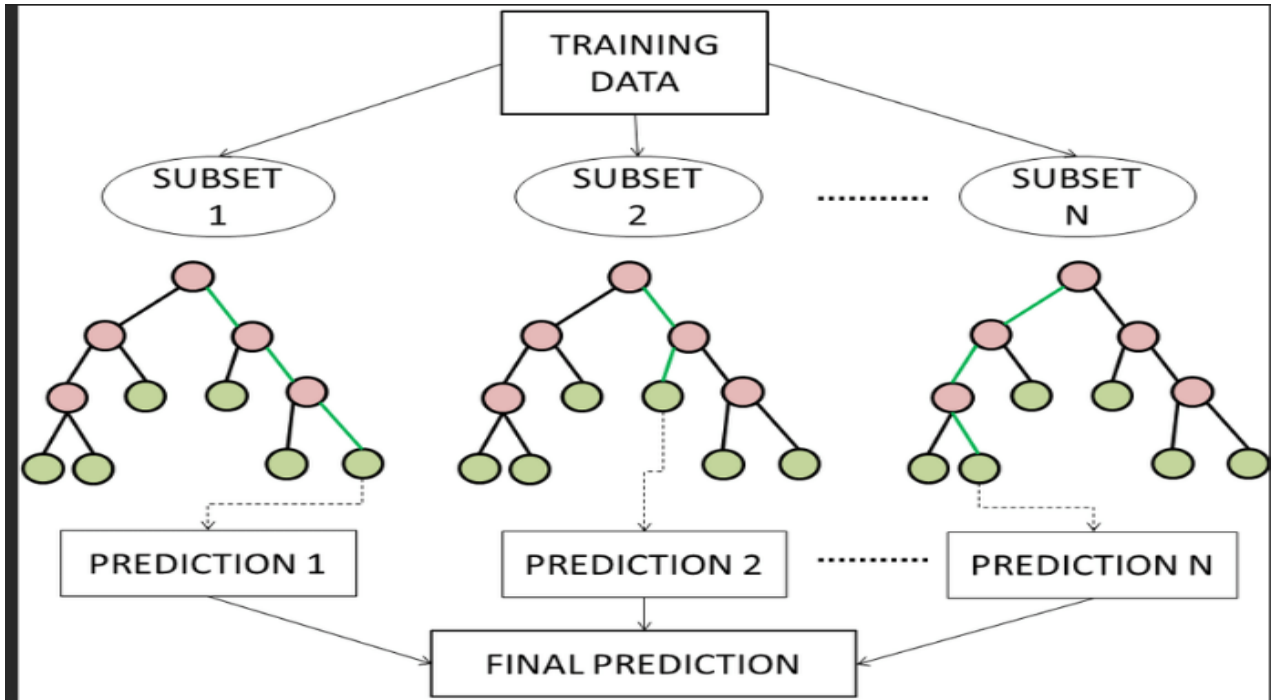 TRAINING
DATA
SUBSET
1
SUBSET
2
SUBSET
N
PREDICTION 1
PREDICTION 2
PREDICTION N
FINAL PREDICTION